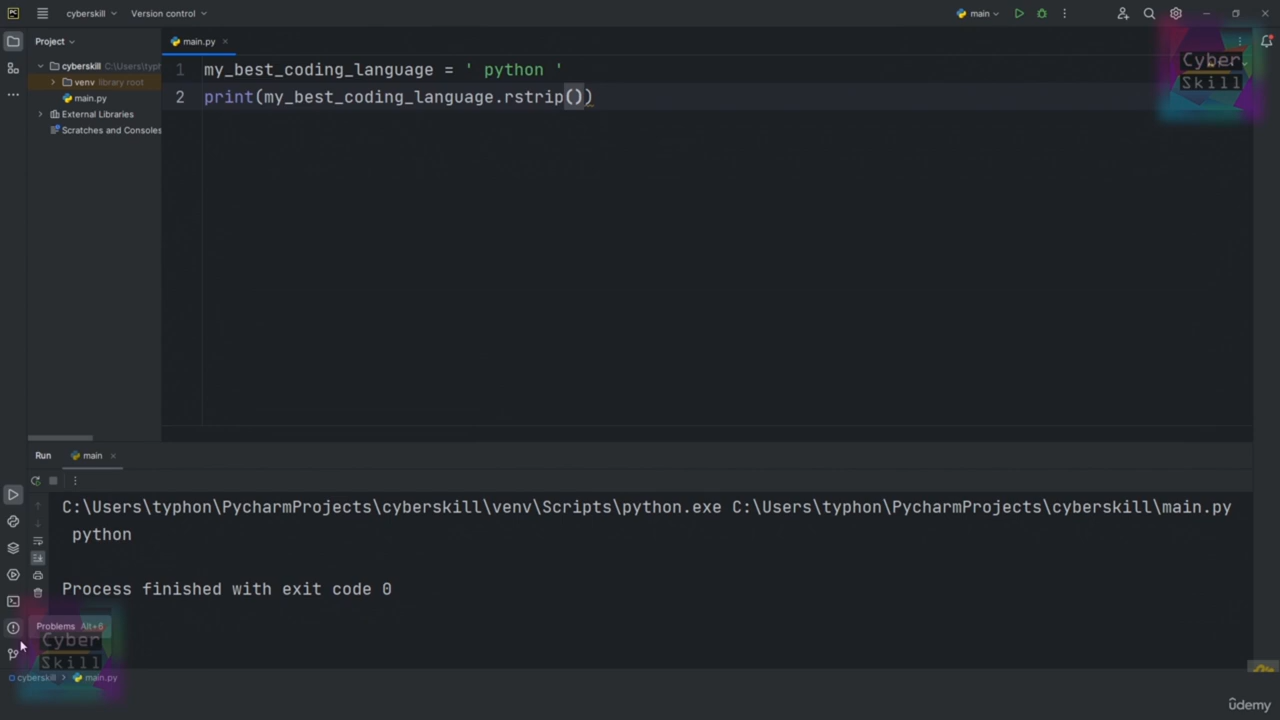 cyberskill
Version control
main
Project
main.py
cyberskill C:\Users\typh
venv library root
main.py
External Libraries
Scratches and Consoles
1 my_best_coding_language = ' python '
2 print(my_best_coding_language.rstrip())
Cyber
Skill
Run main
C:\Users\typhon\PycharmProjects\cyberskill\venv\Scripts\python.exe C:\Users\typhon\PycharmProjects\cyberskill\main.py
python
Process finished with exit code 0
Problems Alt+6
Cyber
Skill
cyberskill > main.py
ûdemy